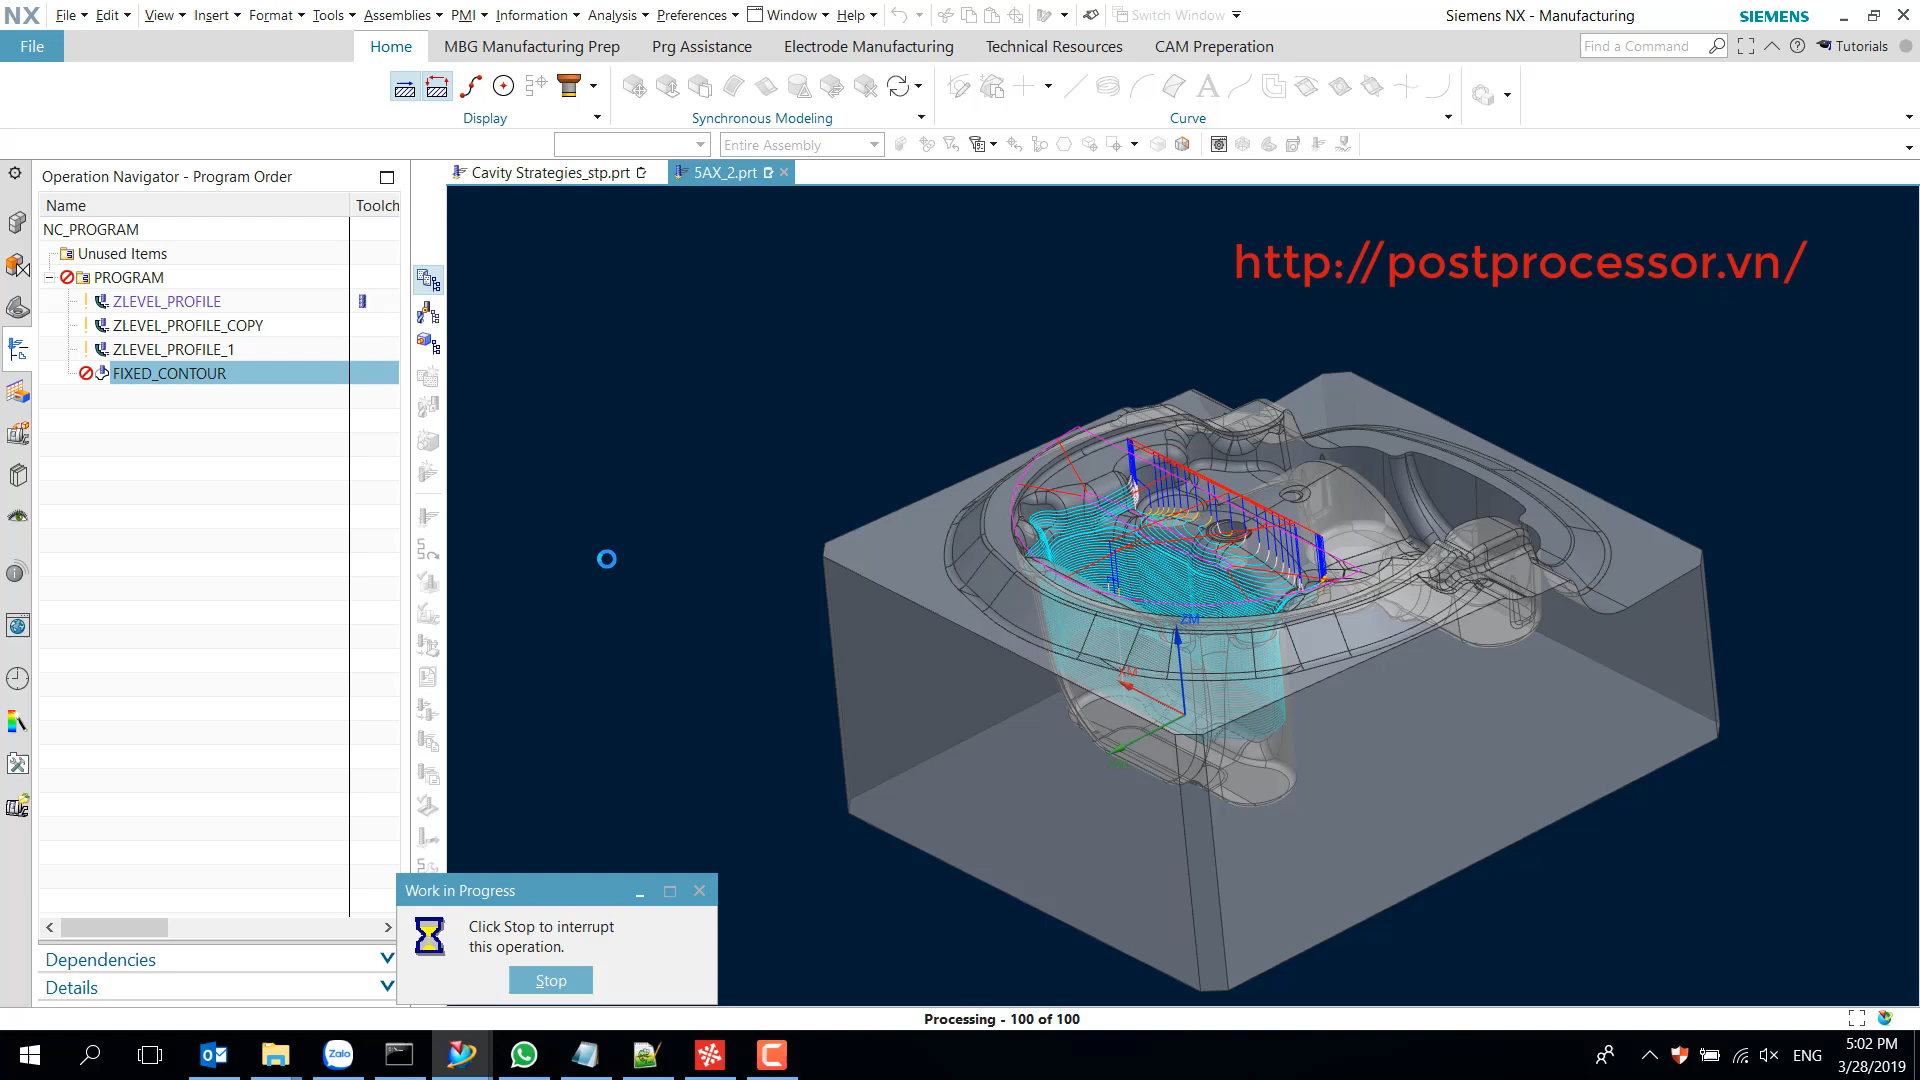 NX File Edit View Insert Format Tools Assemblies PMI Information Analysis Preferences Window Help Switch Window Siemens NX - Manufacturing SIEMENS
File Home MBG Manufacturing Prep Prg Assistance Electrode Manufacturing Technical Resources CAM Preperation Find a Command Tutorials
Display Synchronous Modeling Curve
Entire Assembly
Operation Navigator - Program Order
Cavity Strategies_stp.prt 5AX_2.prt
Name Toolch
NC_PROGRAM
Unused Items
PROGRAM
ZLEVEL_PROFILE
ZLEVEL_PROFILE_COPY
ZLEVEL_PROFILE_1
FIXED_CONTOUR
http://postprocessor.vn/
ZM
XM
Work in Progress
Click Stop to interrupt
this operation.
Stop
Dependencies
Details
Processing - 100 of 100
Zalo
ENG
5:02 PM
3/28/2019